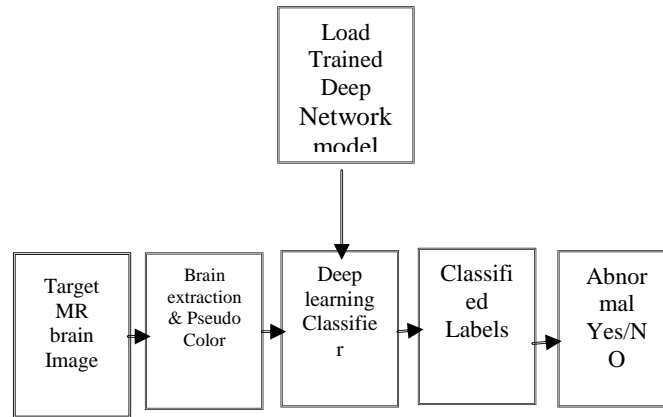 Load
Trained
Deep
Network
model
Target
MR
brain
Image
Brain
extraction
& Pseudo
Color
Deep
learning
Classifie
r
Classifi
ed
Labels
Abnor
mal
Yes/N
O